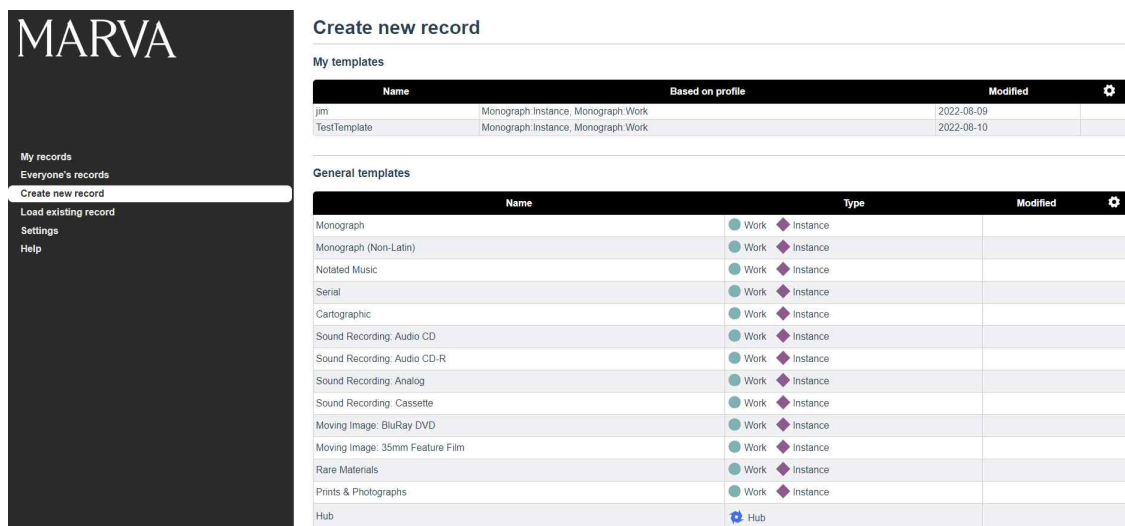 MARVA
My records
Everyone's records
Create new record
Load existing record
Settings
Help
Create new record
My templates
Name Based on profile Modified
jim Monograph:Instance, Monograph:Work 2022-08-09
TestTemplate Monograph:Instance, Monograph:Work 2022-08-10
General templates
Name Type Modified
Monograph Work Instance
Monograph (Non-Latin) Work Instance
Notated Music Work Instance
Serial Work Instance
Cartographic Work Instance
Sound Recording: Audio CD Work Instance
Sound Recording: Audio CD-R Work Instance
Sound Recording: Analog Work Instance
Sound Recording: Cassette Work Instance
Moving Image: BluRay DVD Work Instance
Moving Image: 35mm Feature Film Work Instance
Rare Materials Work Instance
Prints & Photographs Work Instance
Hub Hub